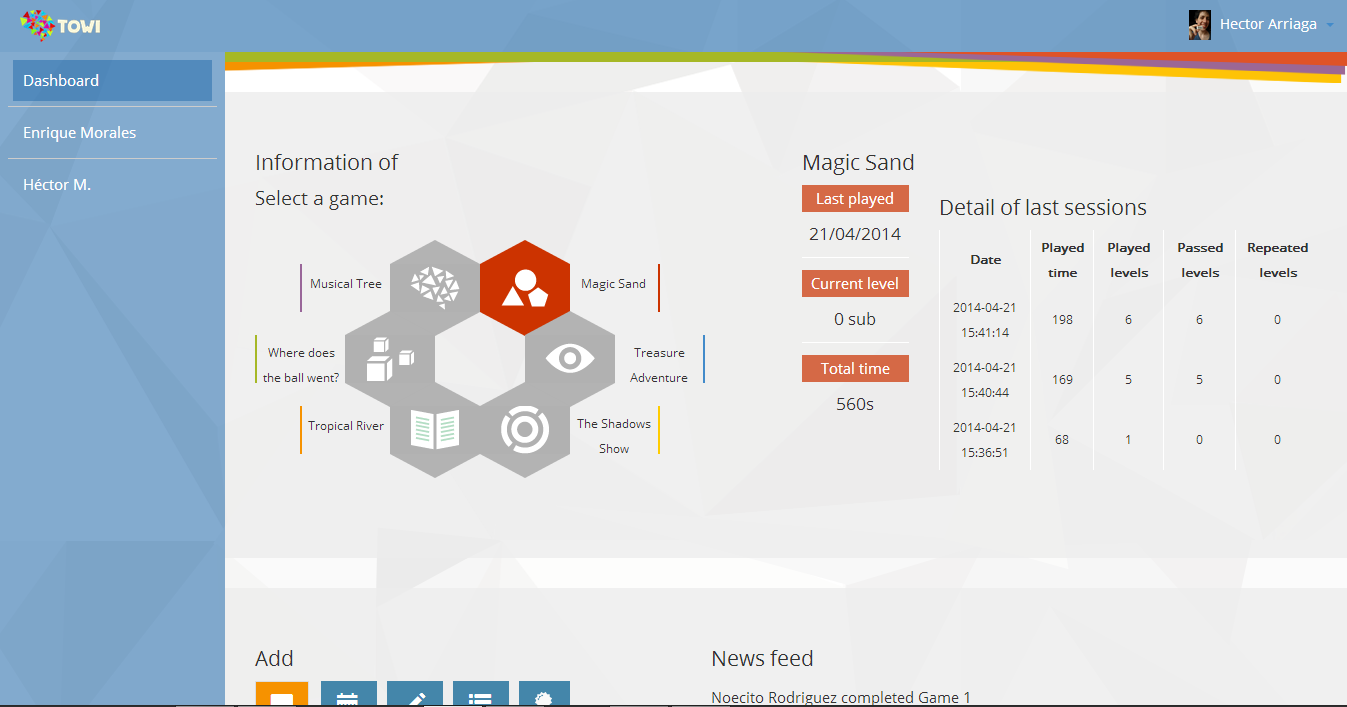 TOWI
Hector Arriaga
Dashboard
Enrique Morales
Héctor M.
Information of
Select a game:
Musical Tree
Magic Sand
Where does
the ball went?
Treasure
Adventure
Tropical River
The Shadows
Show
Magic Sand
Last played
21/04/2014
Current level
0 sub
Total time
560s
Detail of last sessions
Date Played time Played levels Passed levels Repeated levels
2014-04-21 15:41:14 198 6 6 0
2014-04-21 15:40:44 169 5 5 0
2014-04-21 15:36:51 68 1 0 0
Add
News feed
Noecito Rodriguez completed Game 1